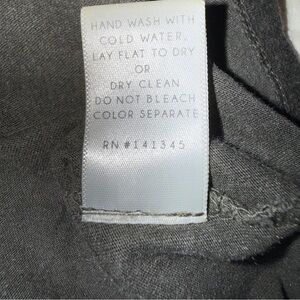 HAND WASH WITH
COLD WATER,
LAY FLAT TO DRY
OR
DRY CLEAN
DO NOT BLEACH
COLOR SEPARATE
RN #141345